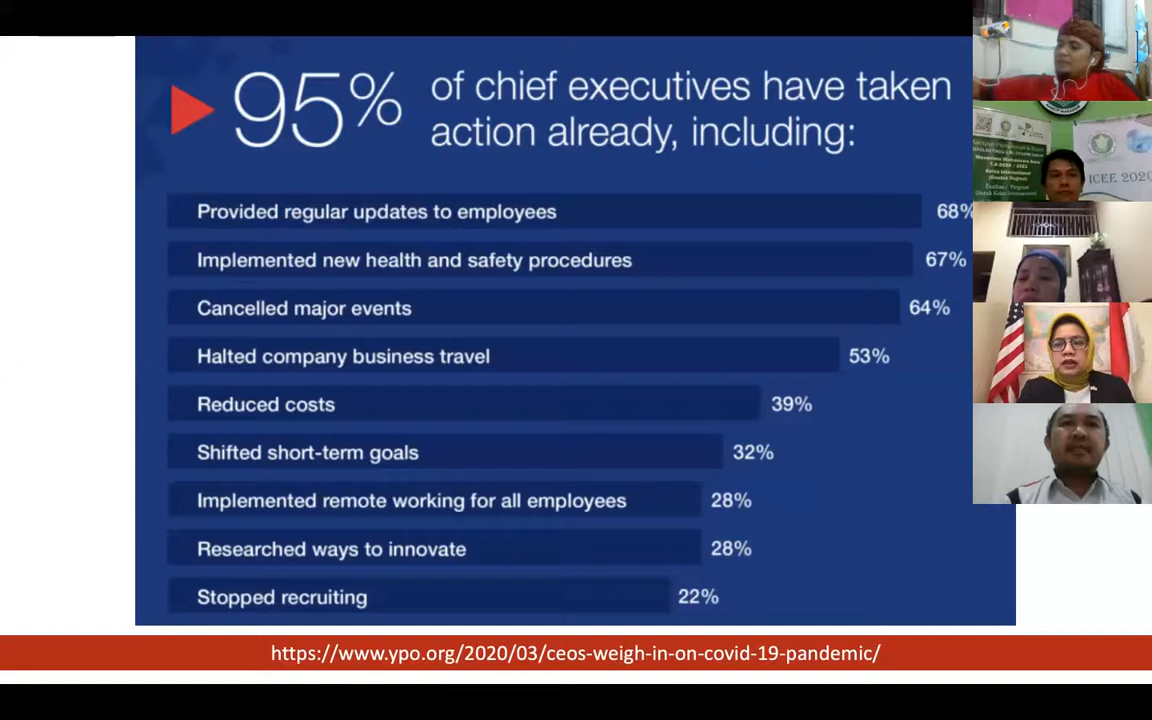 95%
of chief executives have taken
action already, including:
Provided regular updates to employees 68%
Implemented new health and safety procedures 67%
Cancelled major events 64%
Halted company business travel 53%
Reduced costs 39%
Shifted short-term goals 32%
Implemented remote working for all employees 28%
Researched ways to innovate 28%
Stopped recruiting 22%
https://www.ypo.org/2020/03/ceos-weigh-in-on-covid-19-pandemic/
ICEE 2020